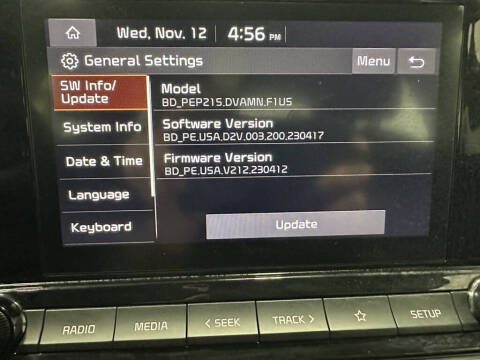 Wed, Nov. 12 4:56 PM
General Settings Menu
SW Info/
Update
System Info
Date & Time
Language
Keyboard
Model
BD_PEP21S.DVAMN.F1US
Software Version
BD_PE.USA.D2V.003.200.230417
Firmware Version
BD_PE.USA.V212.230412
Update
RADIO MEDIA < SEEK TRACK > SETUP